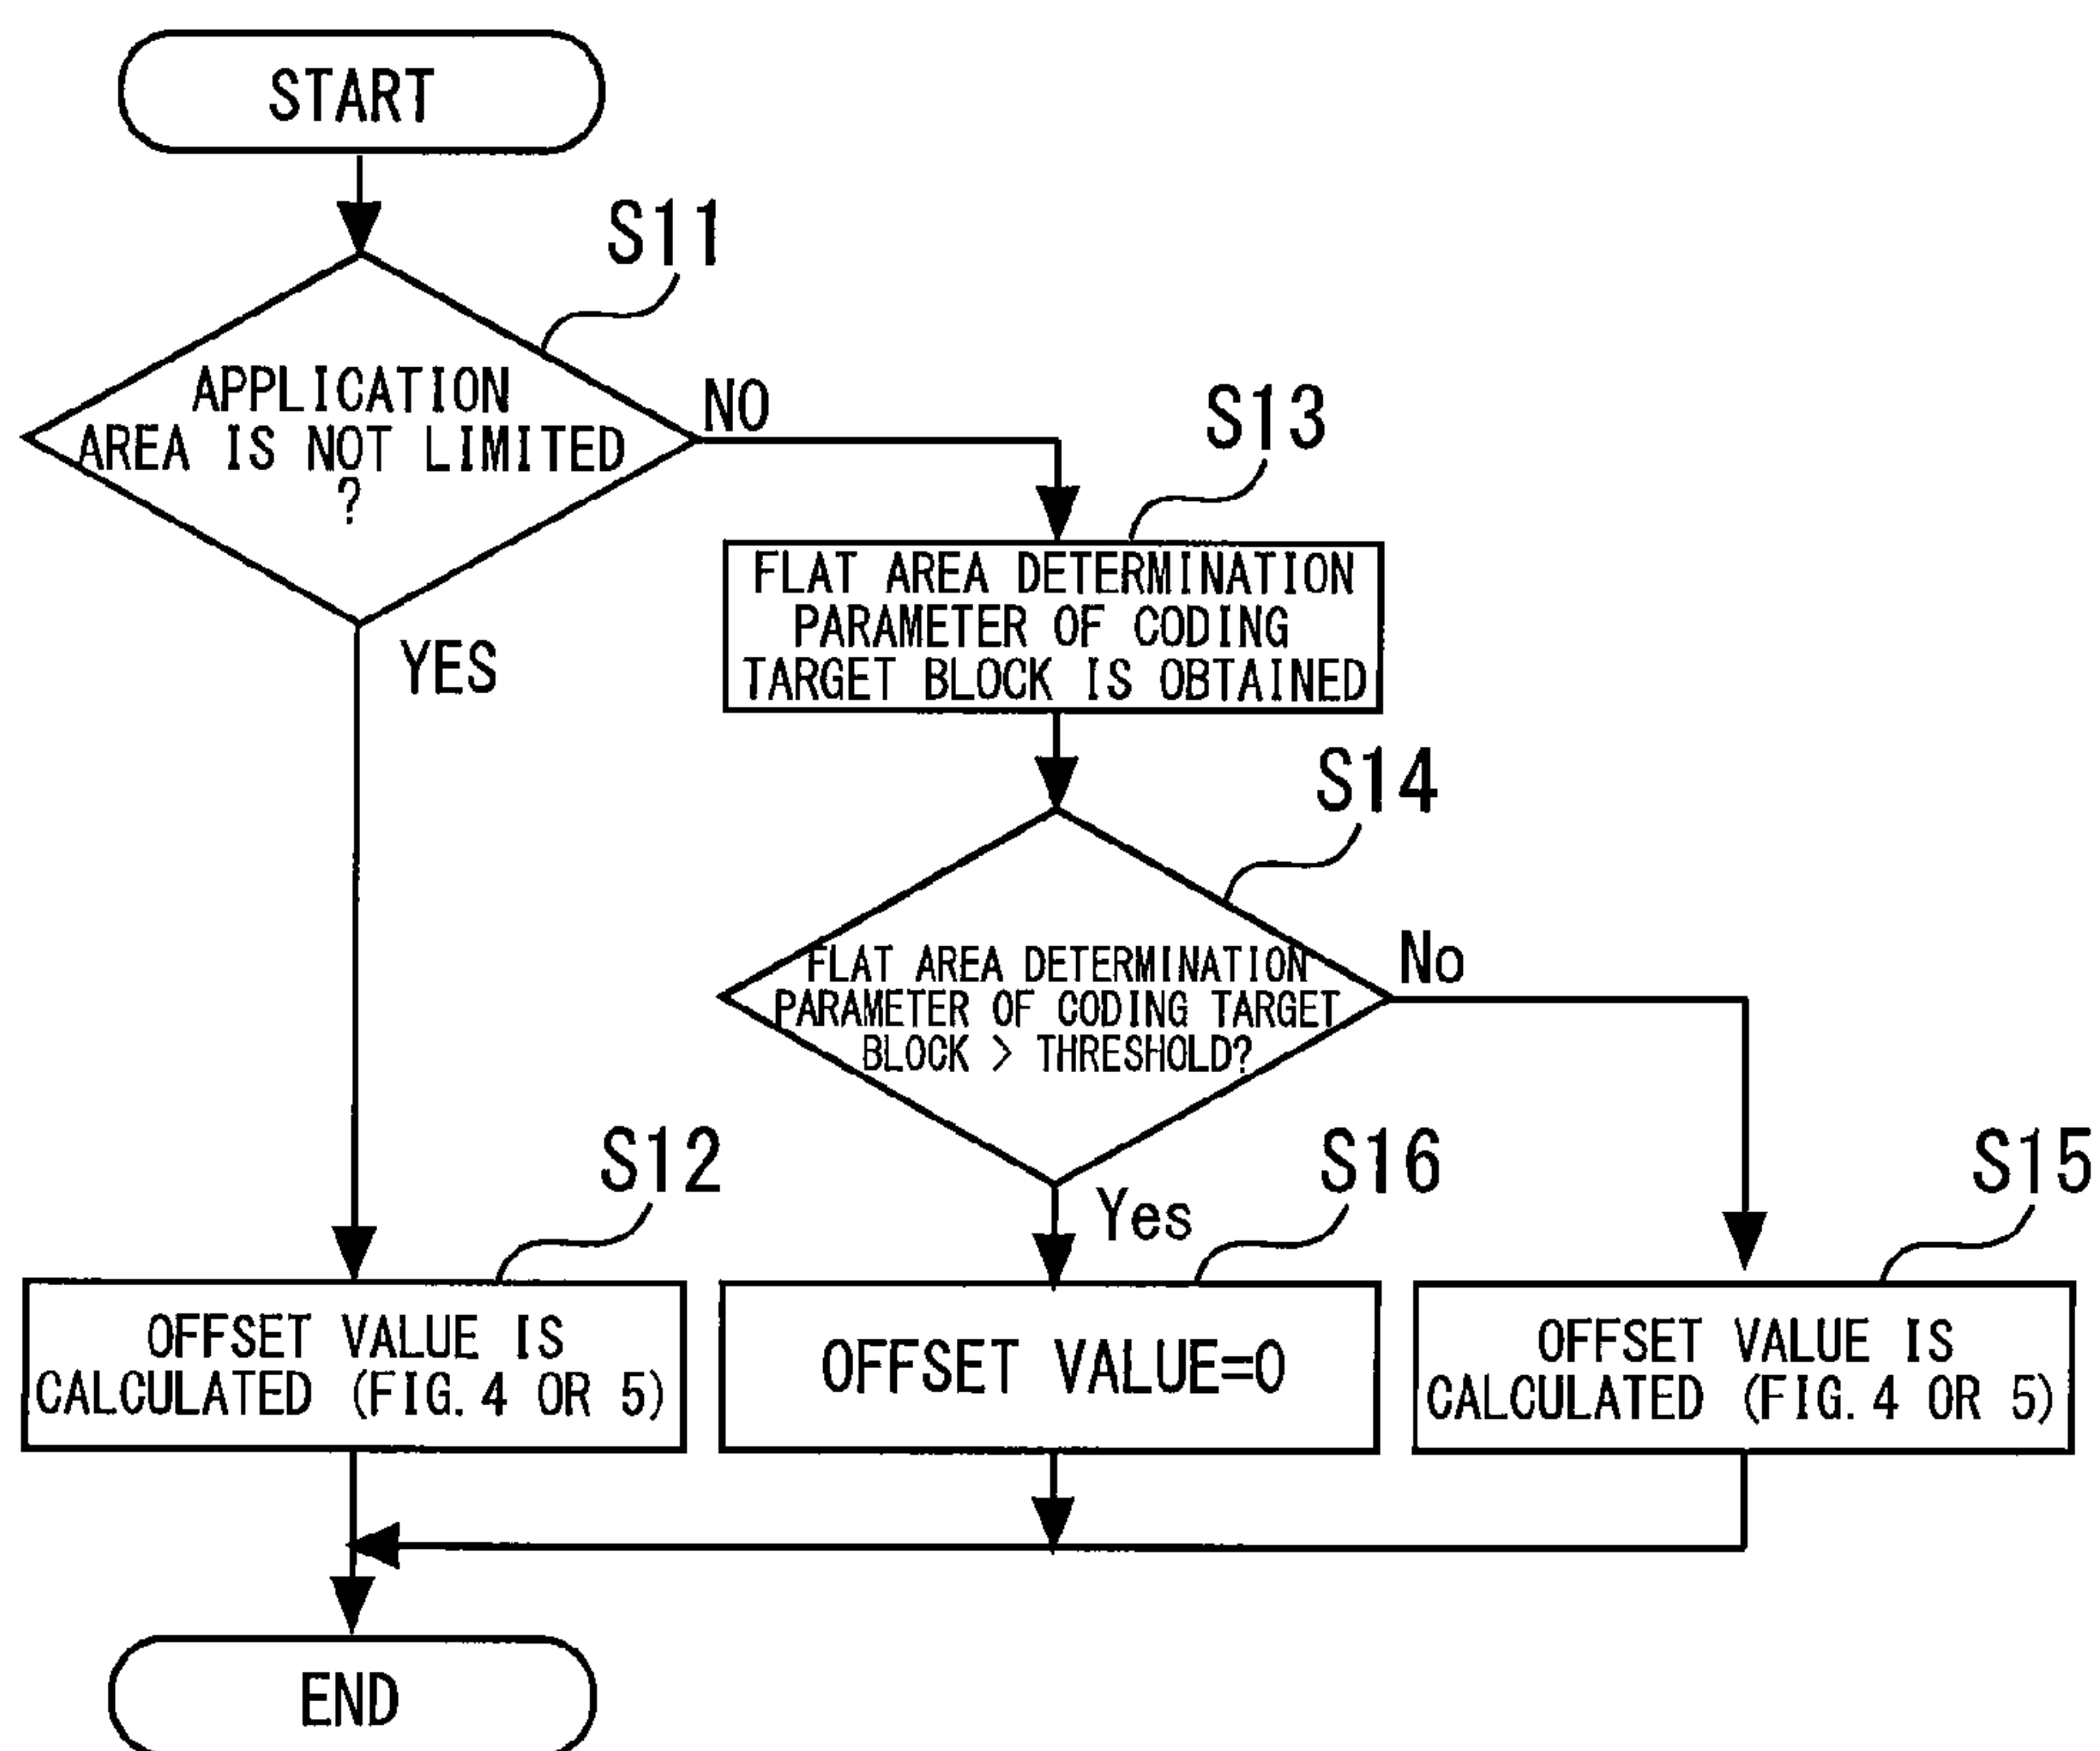 START
S11
APPLICATION
AREA IS NOT LIMITED
?
NO
YES
S13
FLAT AREA DETERMINATION
PARAMETER OF CODING
TARGET BLOCK IS OBTAINED
S14
FLAT AREA DETERMINATION
PARAMETER OF CODING TARGET
BLOCK > THRESHOLD?
No
Yes
S12
OFFSET VALUE IS
CALCULATED (FIG. 4 OR 5)
S16
OFFSET VALUE=0
S15
OFFSET VALUE IS
CALCULATED (FIG. 4 OR 5)
END